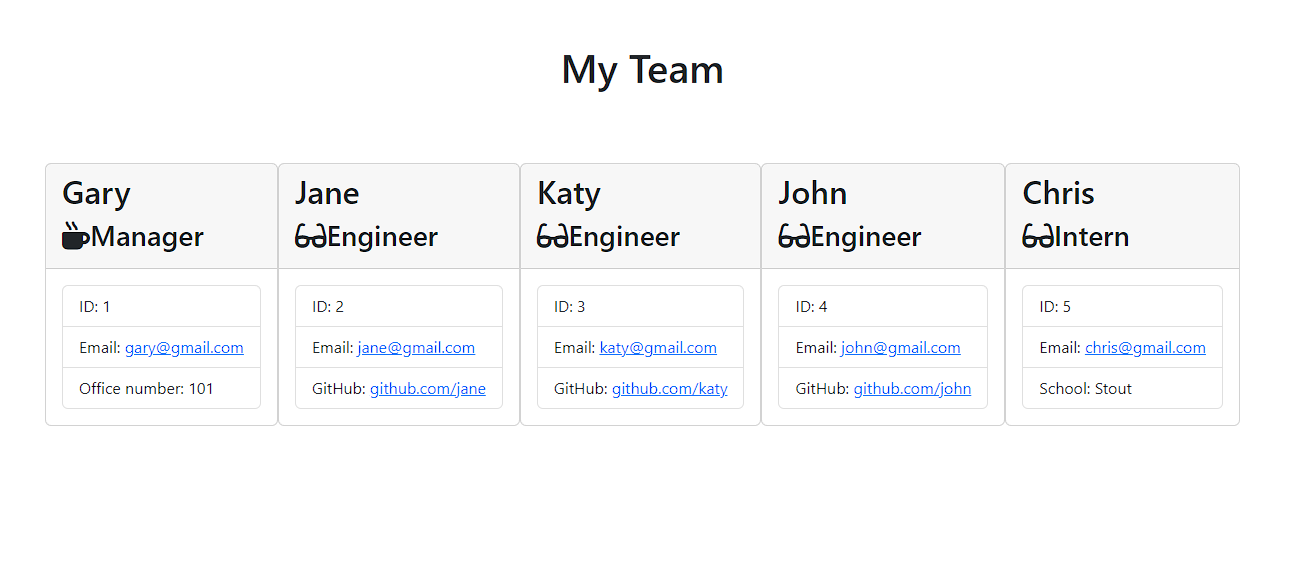 My Team
Gary
Manager
ID: 1
Email: gary@gmail.com
Office number: 101
Jane
Engineer
ID: 2
Email: jane@gmail.com
GitHub: github.com/jane
Katy
Engineer
ID: 3
Email: katy@gmail.com
GitHub: github.com/katy
John
Engineer
ID: 4
Email: john@gmail.com
GitHub: github.com/john
Chris
Intern
ID: 5
Email: chris@gmail.com
School: Stout